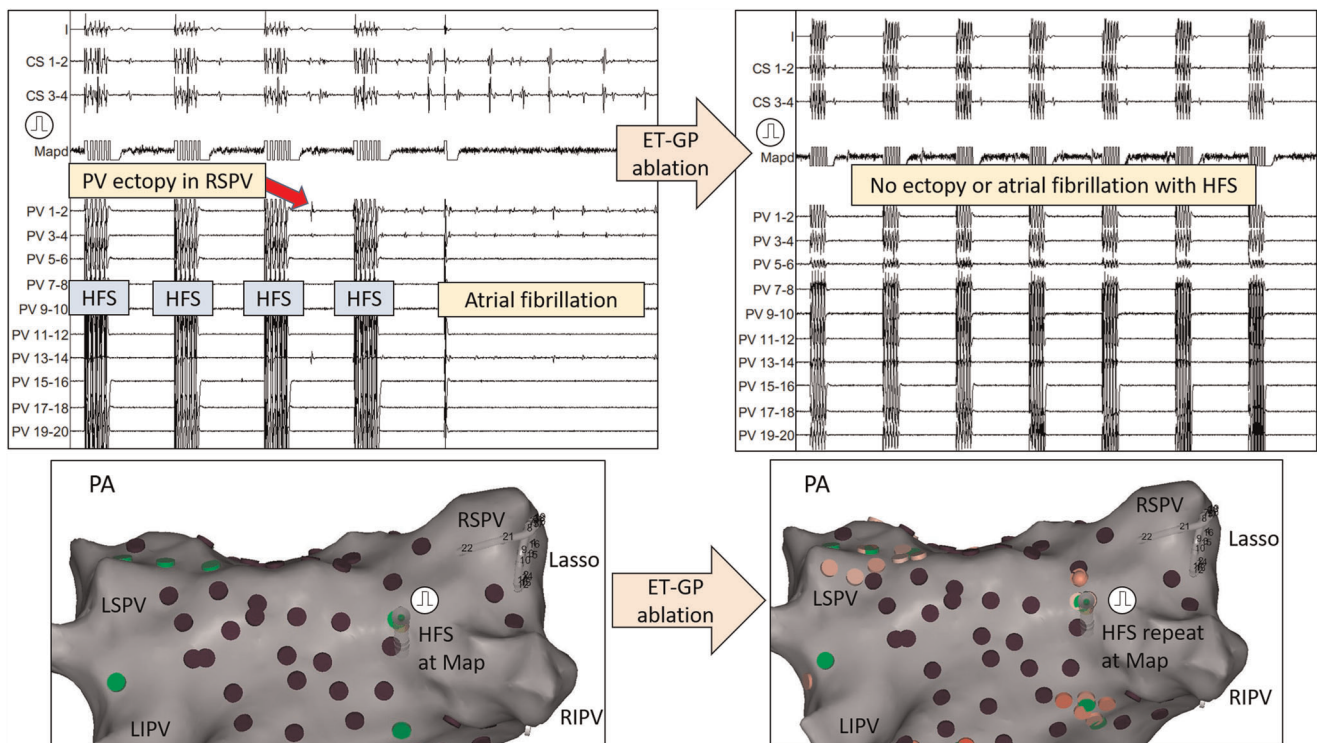 I
CS 1-2
CS 3-4
Mapd
PV ectopy in RSPV
PV 1-2
PV 3-4
PV 5-6
PV 7-8
HFS HFS HFS HFS
Atrial fibrillation
PV 9-10
PV 11-12
PV 13-14
PV 15-16
PV 17-18
PV 19-20
ET-GP
ablation
I
CS 1-2
CS 3-4
Mapd
No ectopy or atrial fibrillation with HFS
PV 1-2
PV 3-4
PV 5-6
PV 7-8
PV 9-10
PV 11-12
PV 13-14
PV 15-16
PV 17-18
PV 19-20
PA
RSPV
22
21
Lasso
LSPV
HFS
at Map
LIPV
RIPV
ET-GP
ablation
PA
RSPV
22
21
Lasso
LSPV
HFS repeat
at Map
LIPV
RIPV